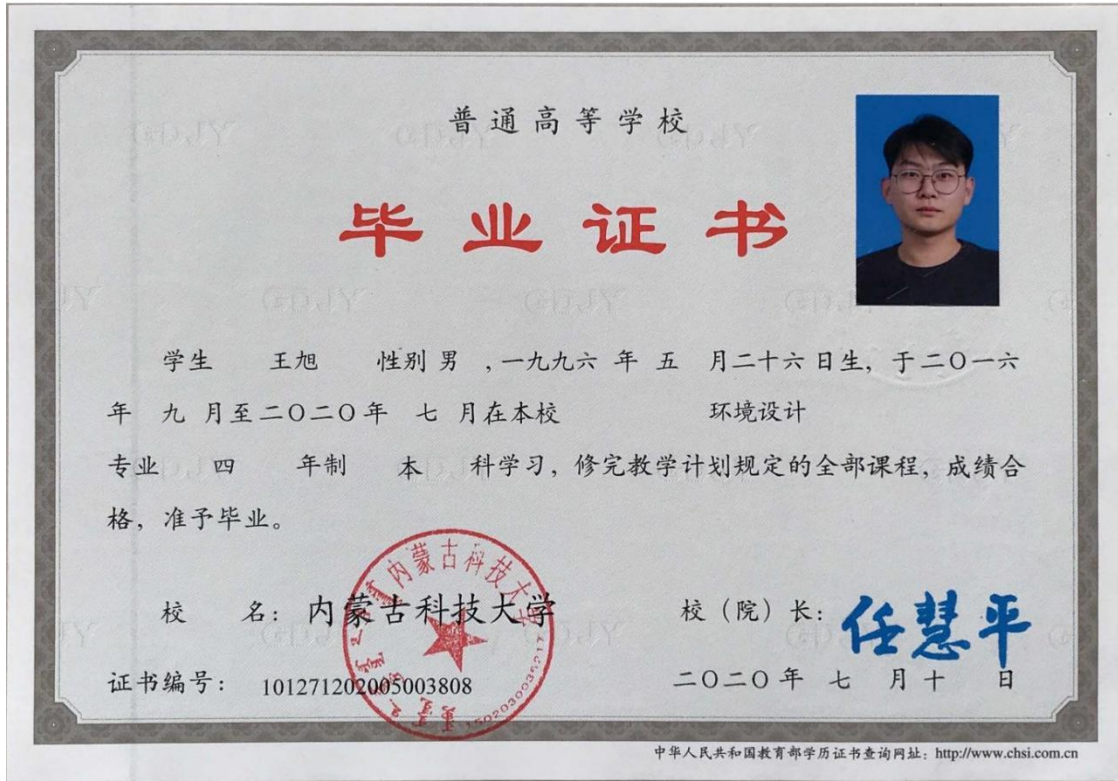 普通高等学校
毕业证书
学生 王旭 性别 男 ,一九九六 年 五 月二十六 日生，于二〇一六
年 九 月至二〇二〇年 七 月在本校 环境设计
专业 四 年制 本 科学习，修完教学计划规定的全部课程，成绩合
格，准予毕业。
校 名：内蒙古科技大学
内蒙古科技大学
校（院）长：任慧平
证书编号： 101271202005003808
二〇二〇年 七 月 十 日
中华人民共和国教育部学历证书查询网址：http://www.chsi.com.cn